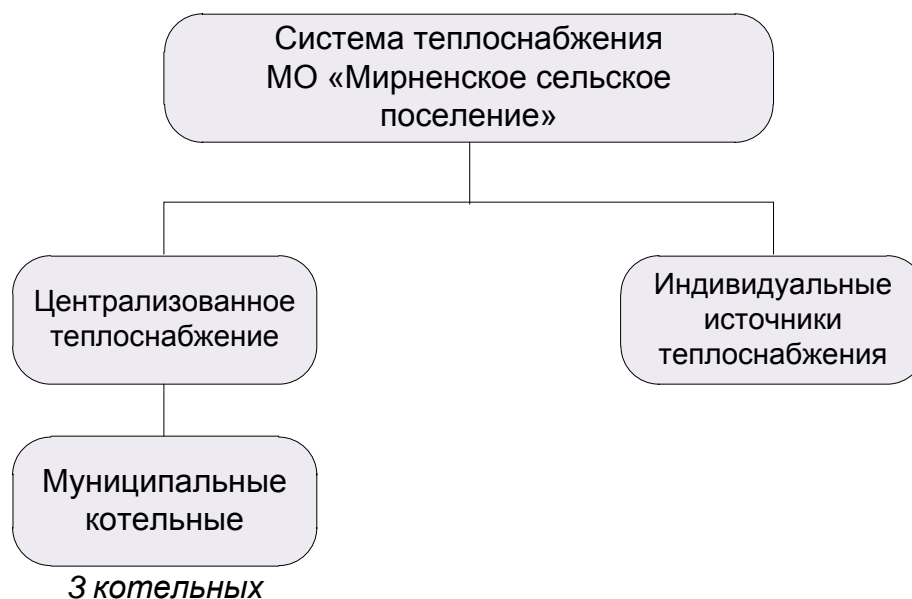 Система теплоснабжения
МО «Мирненское сельское
поселение»
Централизованное
теплоснабжение
Индивидуальные
источники
теплоснабжения
Муниципальные
котельные
3 котельных